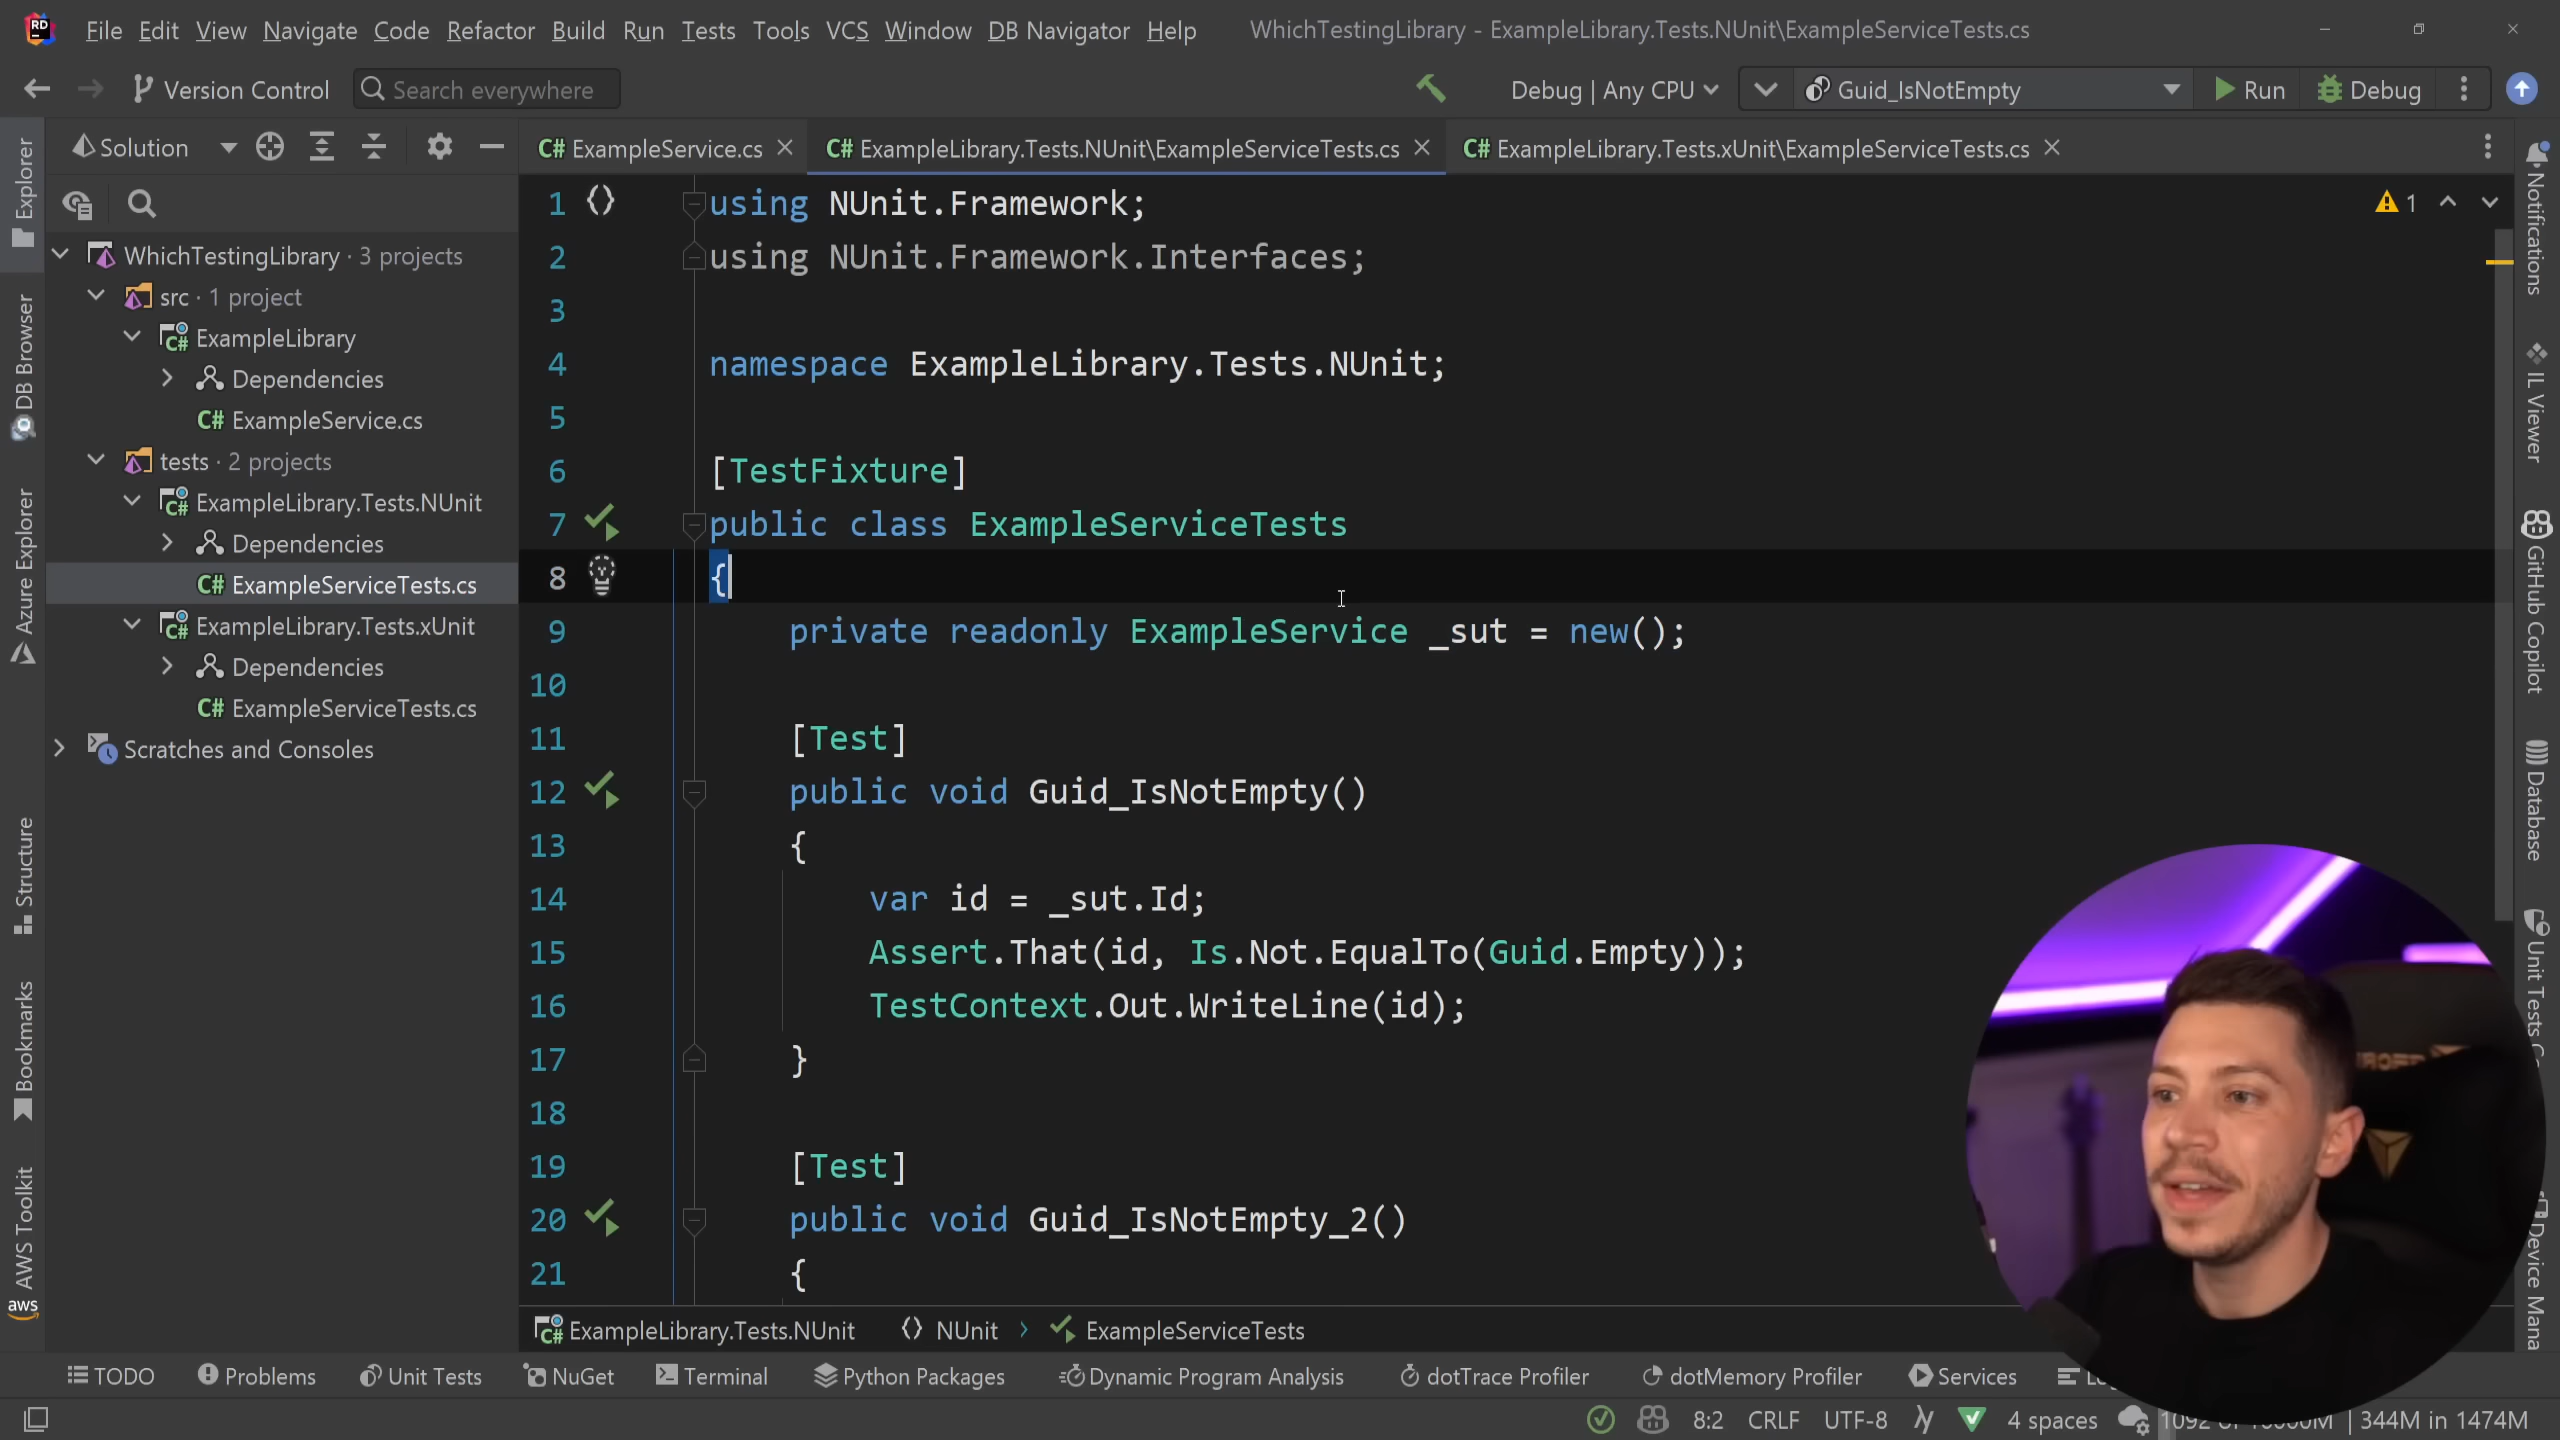 File Edit View Navigate Code Refactor Build Run Tests Tools VCS Window DB Navigator Help WhichTestingLibrary - ExampleLibrary.Tests.NUnit\ExampleServiceTests.cs
Version Control Search everywhere Debug | Any CPU Guid_IsNotEmpty Run Debug
Solution
C# ExampleService.cs C# ExampleLibrary.Tests.NUnit\ExampleServiceTests.cs C# ExampleLibrary.Tests.xUnit\ExampleServiceTests.cs
Explorer
DB Browser
Azure Explorer
Structure
Bookmarks
AWS Toolkit
aws
WhichTestingLibrary · 3 projects
src · 1 project
C# ExampleLibrary
Dependencies
C# ExampleService.cs
tests · 2 projects
C# ExampleLibrary.Tests.NUnit
Dependencies
C# ExampleServiceTests.cs
C# ExampleLibrary.Tests.xUnit
Dependencies
C# ExampleServiceTests.cs
Scratches and Consoles
1 using NUnit.Framework;
2 using NUnit.Framework.Interfaces;
3
4 namespace ExampleLibrary.Tests.NUnit;
5
6 [TestFixture]
7 public class ExampleServiceTests
8 {
9 private readonly ExampleService _sut = new();
10
11 [Test]
12 public void Guid_IsNotEmpty()
13 {
14 var id = _sut.Id;
15 Assert.That(id, Is.Not.EqualTo(Guid.Empty));
16 TestContext.Out.WriteLine(id);
17 }
18
19 [Test]
20 public void Guid_IsNotEmpty_2()
21 {
1
Notifications
IL Viewer
GitHub Copilot
Database
Unit Tests
Device Mana
ExampleLibrary.Tests.NUnit NUnit ExampleServiceTests
TODO Problems Unit Tests NuGet Terminal Python Packages Dynamic Program Analysis dotTrace Profiler dotMemory Profiler Services
8:2 CRLF UTF-8 4 spaces 344M in 1474M